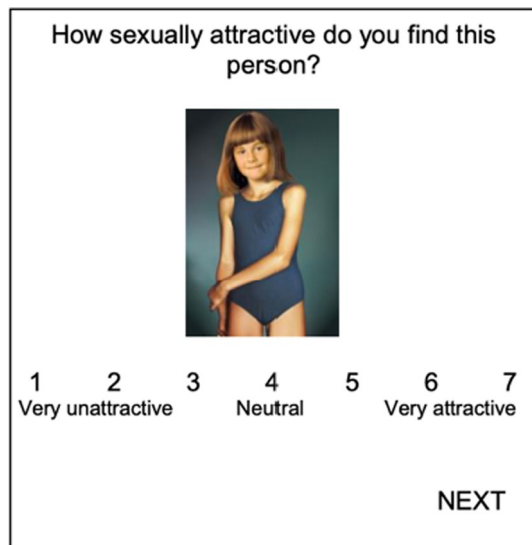 How sexually attractive do you find this
person?
1 2 3 4 5 6 7
Very unattractive Neutral Very attractive
NEXT